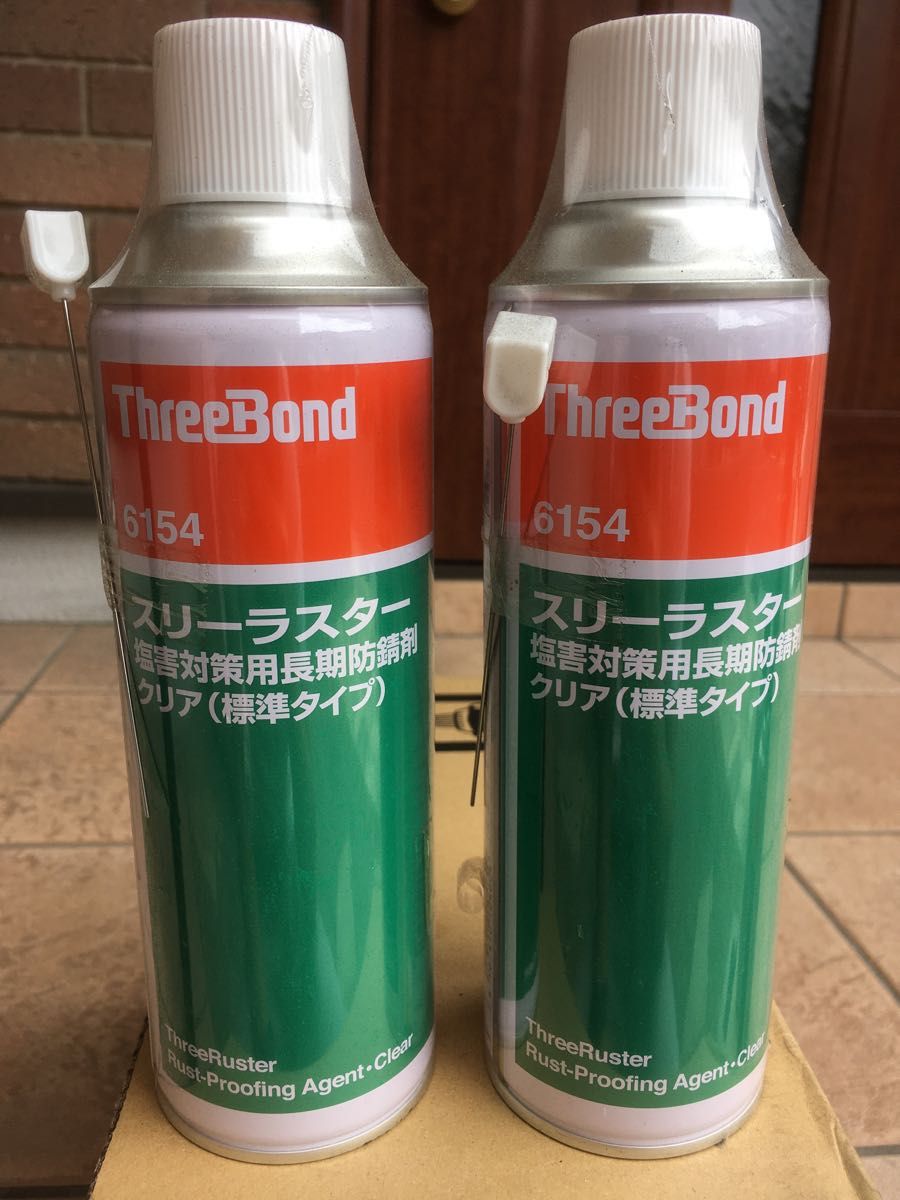 ThreeBond
6154
スリーラスター
塩害対策用長期防錆剤
クリア(標準タイプ)
ThreeRuster
Rust-Proofing Agent・Clear
ThreeBond
6154
スリーラスター
塩害対策用長期防錆剤
クリア(標準タイプ)
ThreeRuster
Rust-Proofing Agent・Clear